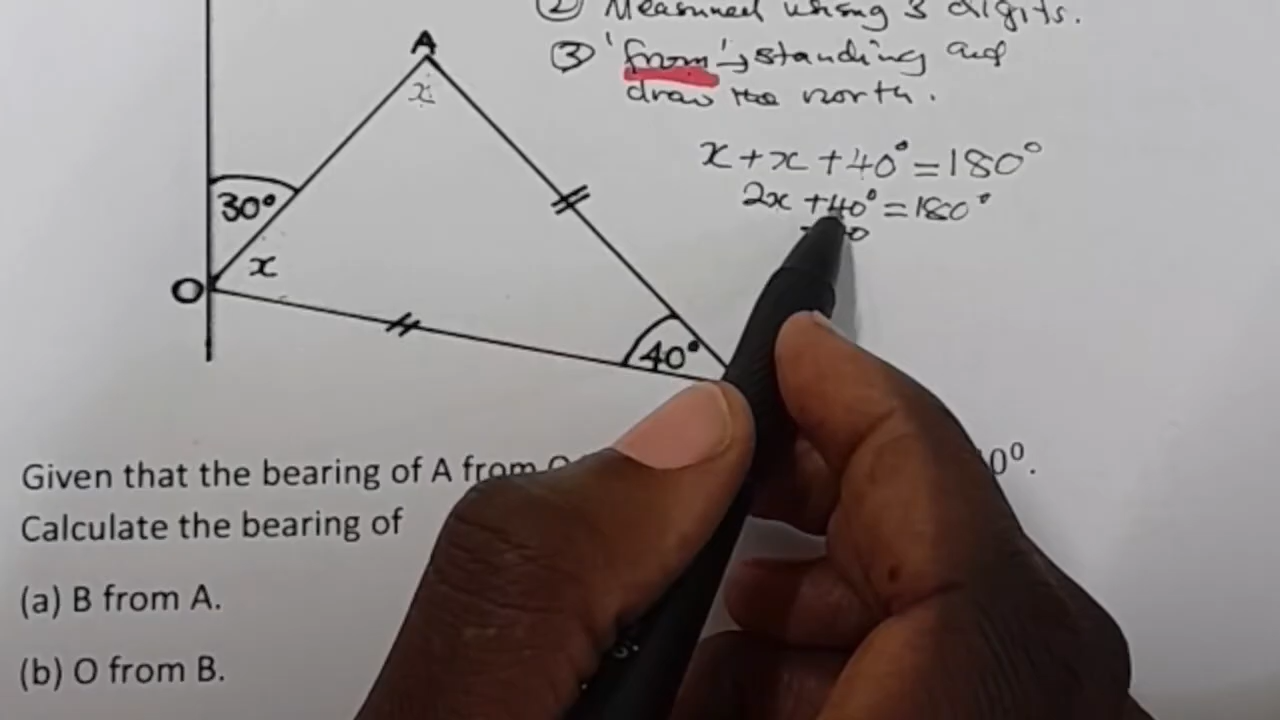 ② Measured using 3 digits.
③ 'from' → standing and
draw the north.
A
x
x + x + 40° = 180°
2x + 40° = 180°
30°
x
O
40°
Given that the bearing of A from 0⁰.
Calculate the bearing of
(a) B from A.
(b) O from B.